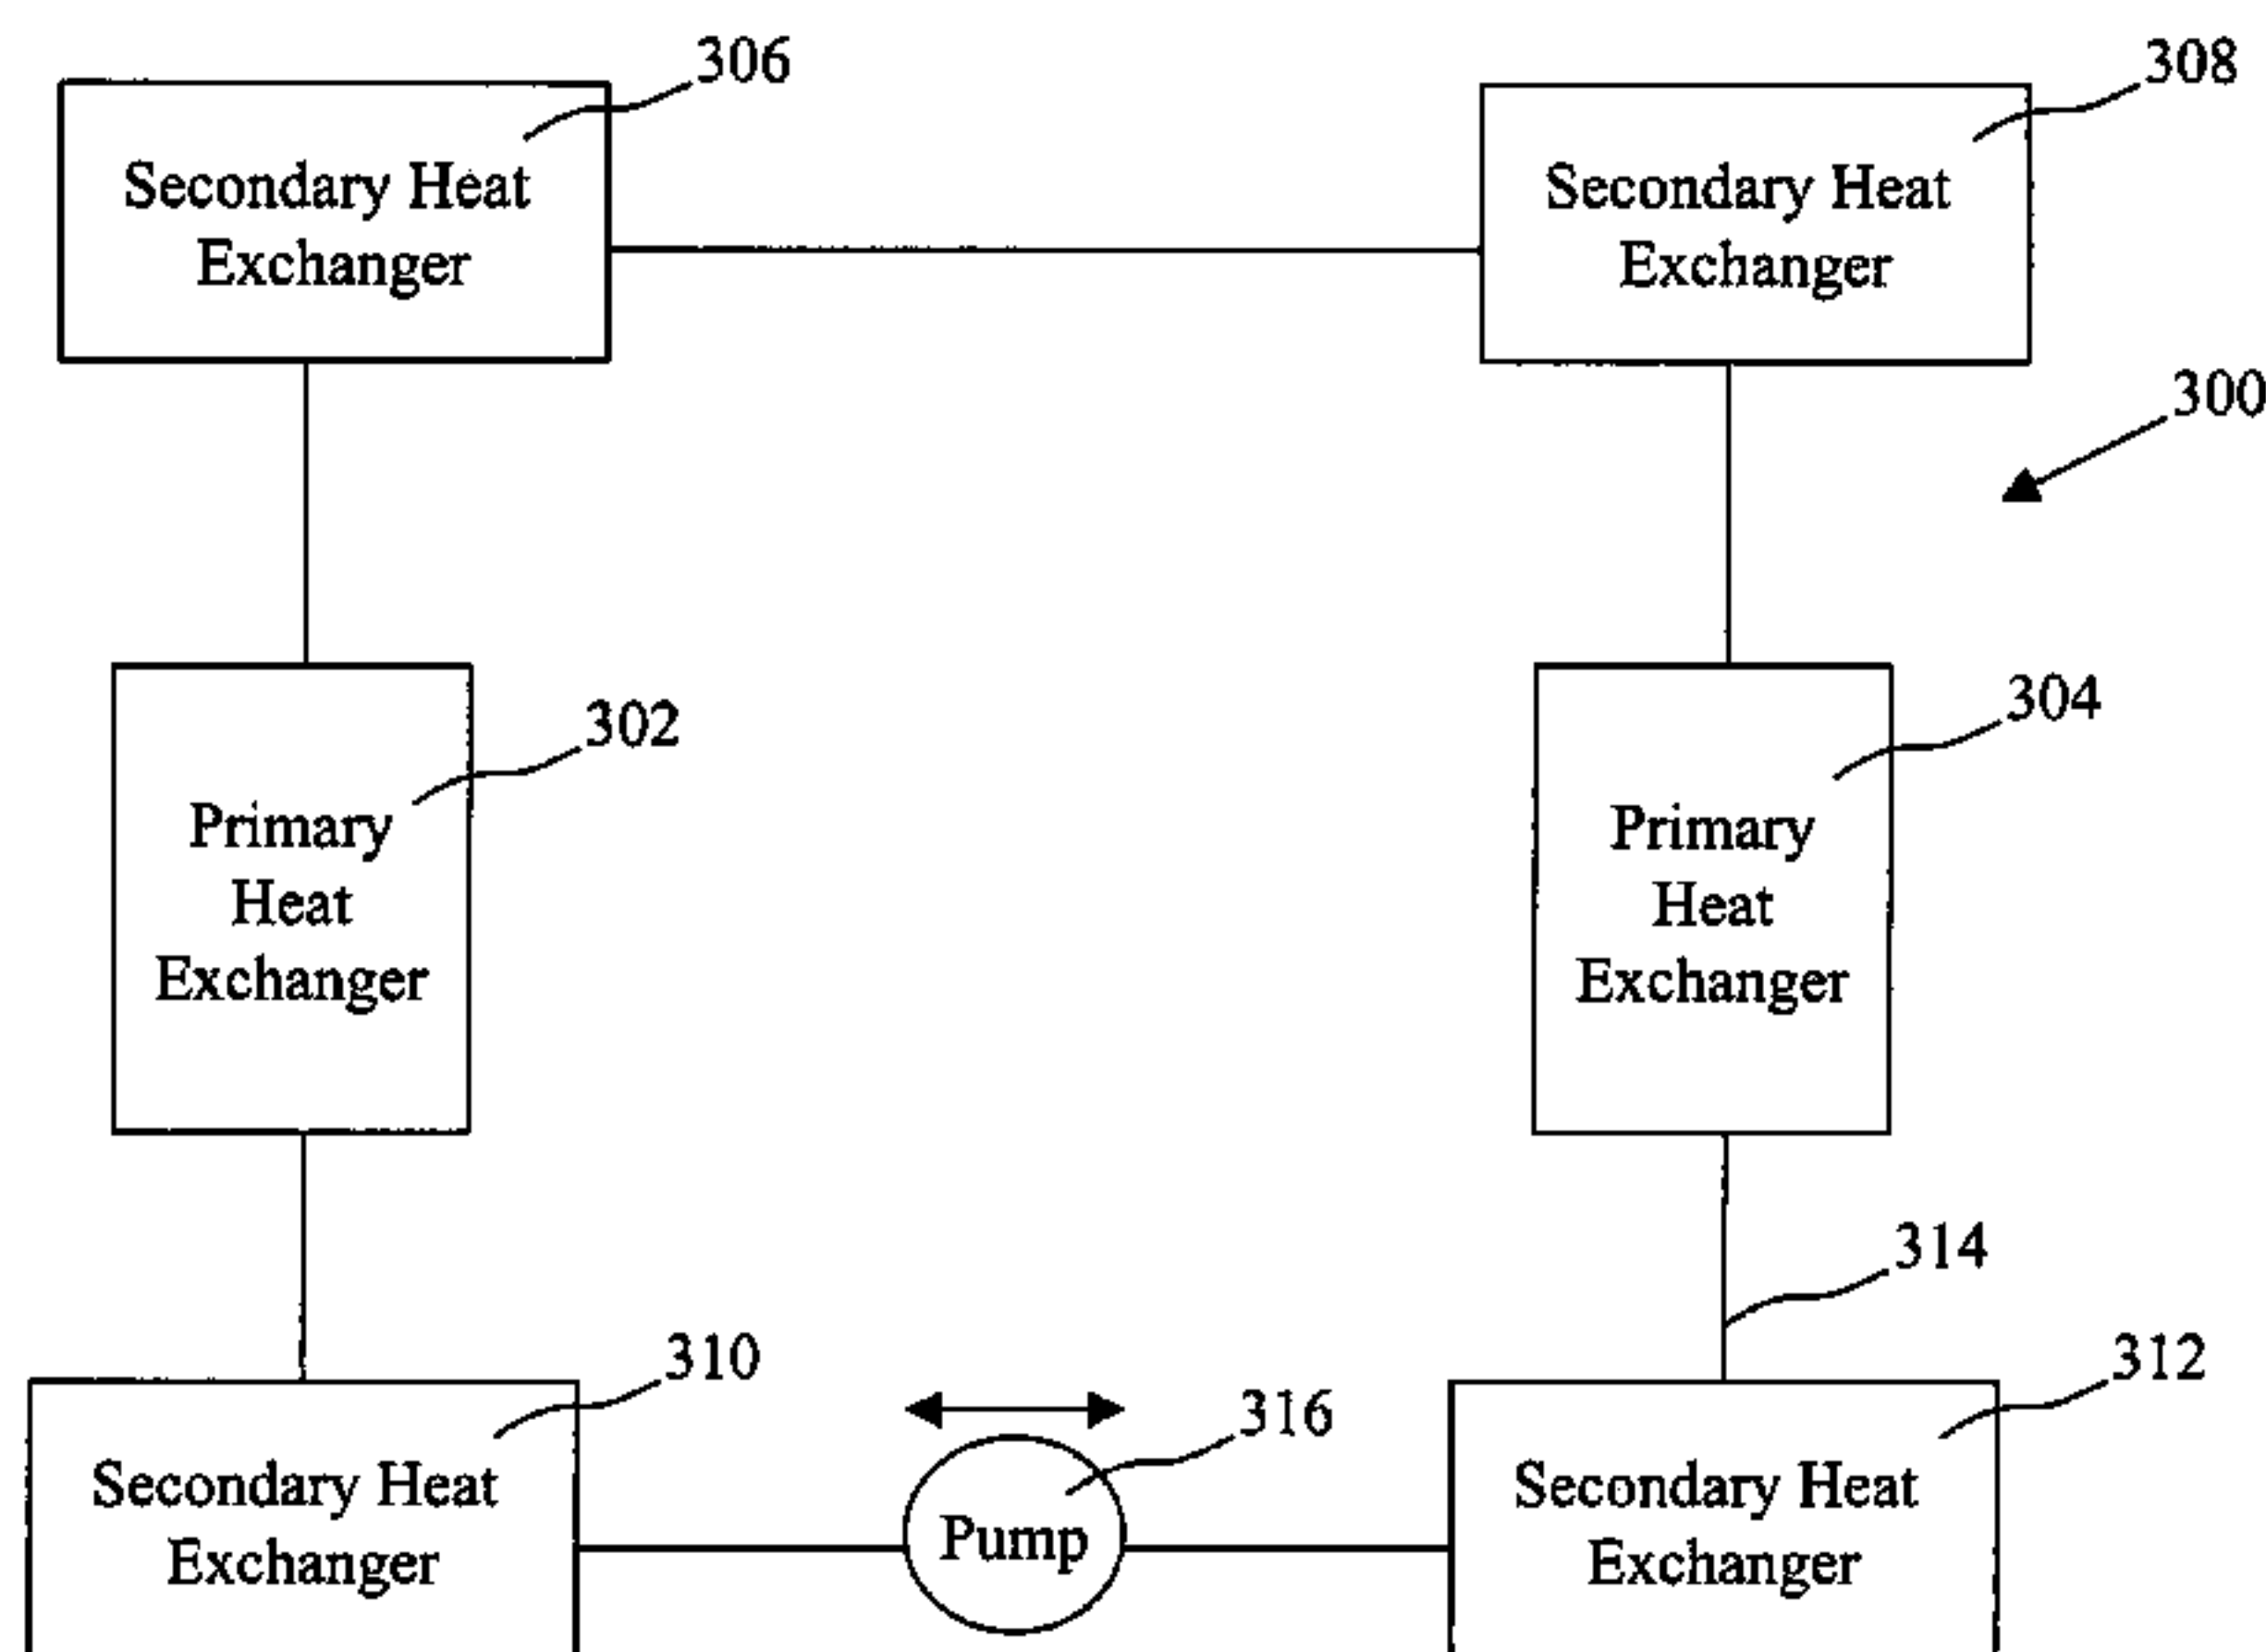 306
308
Secondary Heat
Exchanger
Secondary Heat
Exchanger
300
302
304
Primary
Heat
Exchanger
Primary
Heat
Exchanger
314
310
312
316
Secondary Heat
Exchanger
Pump
Secondary Heat
Exchanger